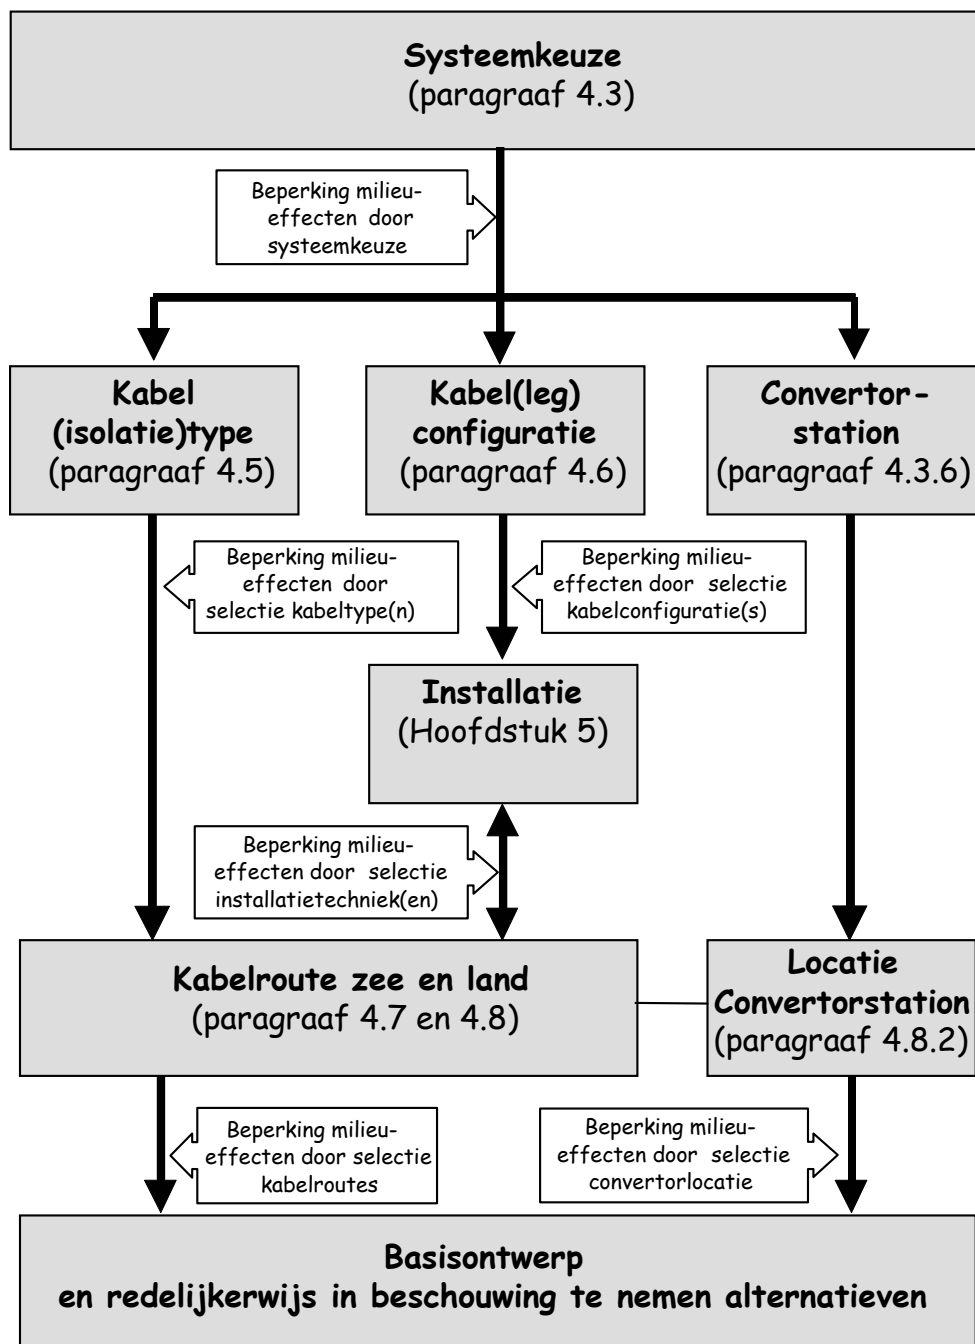 Systeemkeuze
(paragraaf 4.3)
Beperking milieu-
effecten door
systeemkeuze
Kabel
(isolatie)type
(paragraaf 4.5)
Kabel(leg)
configuratie
(paragraaf 4.6)
Convertor-
station
(paragraaf 4.3.6)
Beperking milieu-
effecten door
selectie kabeltype(n)
Beperking milieu-
effecten door selectie
kabelconfiguratie(s)
Installatie
(Hoofdstuk 5)
Beperking milieu-
effecten door selectie
installatietechniek(en)
Kabelroute zee en land
(paragraaf 4.7 en 4.8)
Locatie
Convertorstation
(paragraaf 4.8.2)
Beperking milieu-
effecten door selectie
kabelroutes
Beperking milieu-
effecten door selectie
convertorlocatie
Basisontwerp
en redelijkerwijs in beschouwing te nemen alternatieven